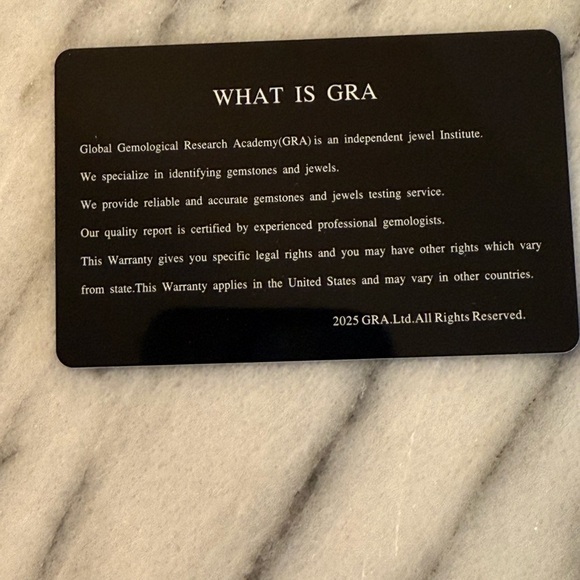 WHAT IS GRA
Global Gemological Research Academy(GRA) is an independent jewel Institute.
We specialize in identifying gemstones and jewels.
We provide reliable and accurate gemstones and jewels testing service.
Our quality report is certified by experienced professional gemologists.
This Warranty gives you specific legal rights and you may have other rights which vary
from state.This Warranty applies in the United States and may vary in other countries.
2025 GRA.Ltd.All Rights Reserved.